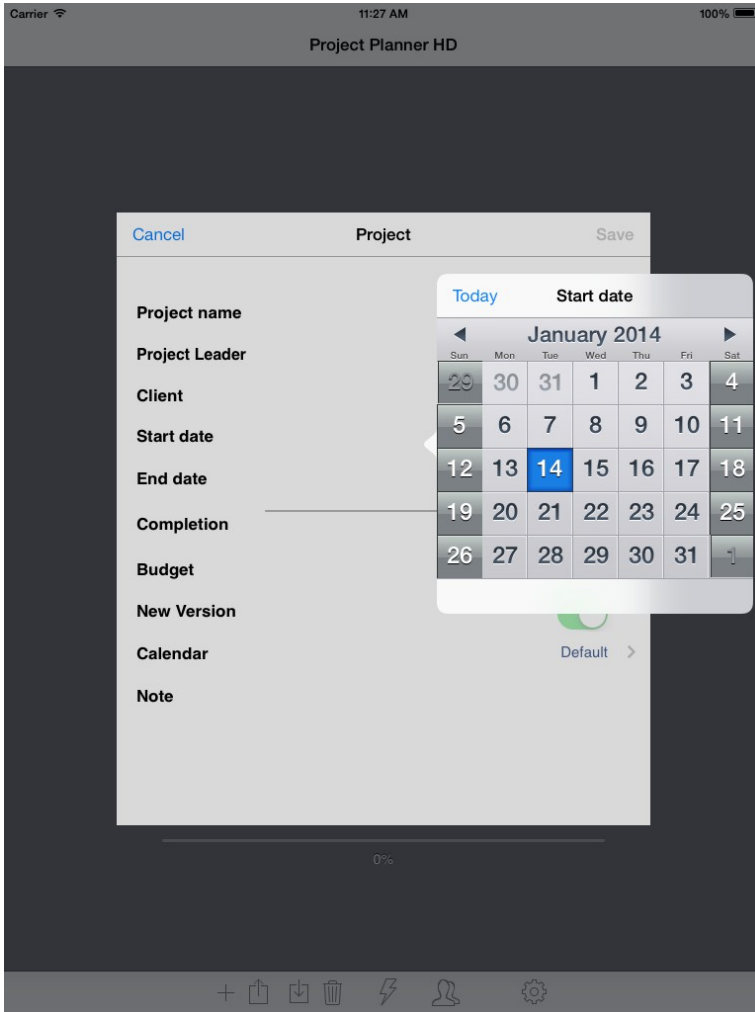 Carrier 11:27 AM 100%
Project Planner HD
Cancel Project Save
Today Start date
January 2014
Sun Mon Tue Wed Thu Fri Sat
29 30 31 1 2 3 4
5 6 7 8 9 10 11
12 13 14 15 16 17 18
19 20 21 22 23 24 25
26 27 28 29 30 31 1
Project name
Project Leader
Client
Start date
End date
Completion
Budget
New Version
Calendar Default
Note
0%